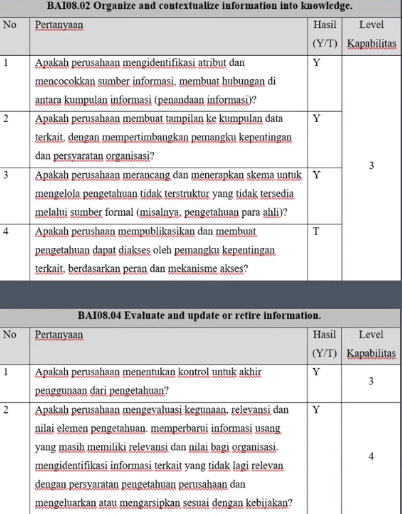 BAI08.02 Organize and contextualize information into knowledge.
No Pertanyaan Hasil Level
(Y/T) Kapabilitas
1 Apakah perusahaan mengidentifikasi atribut dan Y
mencocokkan sumber informasi, membuat hubungan di
antara kumpulan informasi (penandaan informasi)?
2 Apakah perusahaan membuat tampilan ke kumpulan data Y
terkait, dengan mempertimbangkan pemangku kepentingan
dan persyaratan organisasi?
3
3 Apakah perusahaan merancang dan menerapkan skema untuk Y
mengelola pengetahuan tidak terstruktur yang tidak tersedia
melalui sumber formal (misalnya, pengetahuan para ahli)?
4 Apakah perushaan mempublikasikan dan membuat T
pengetahuan dapat diakses oleh pemangku kepentingan
terkait, berdasarkan peran dan mekanisme akses?
BAI08.04 Evaluate and update or retire information.
No Pertanyaan Hasil Level
(Y/T) Kapabilitas
1 Apakah perusahaan menentukan kontrol untuk akhir Y
3
penggunaan dari pengetahuan?
2 Apakah perusahaan mengevaluasi kegunaan, relevansi dan Y
nilai elemen pengetahuan. memperbarui informasi usang
yang masih memiliki relevansi dan nilai bagi organisasi.
4
mengidentifikasi informasi terkait yang tidak lagi relevan
dengan persyaratan pengetahuan perusahaan dan
mengeluarkan atau mengarsipkan sesuai dengan kebijakan?